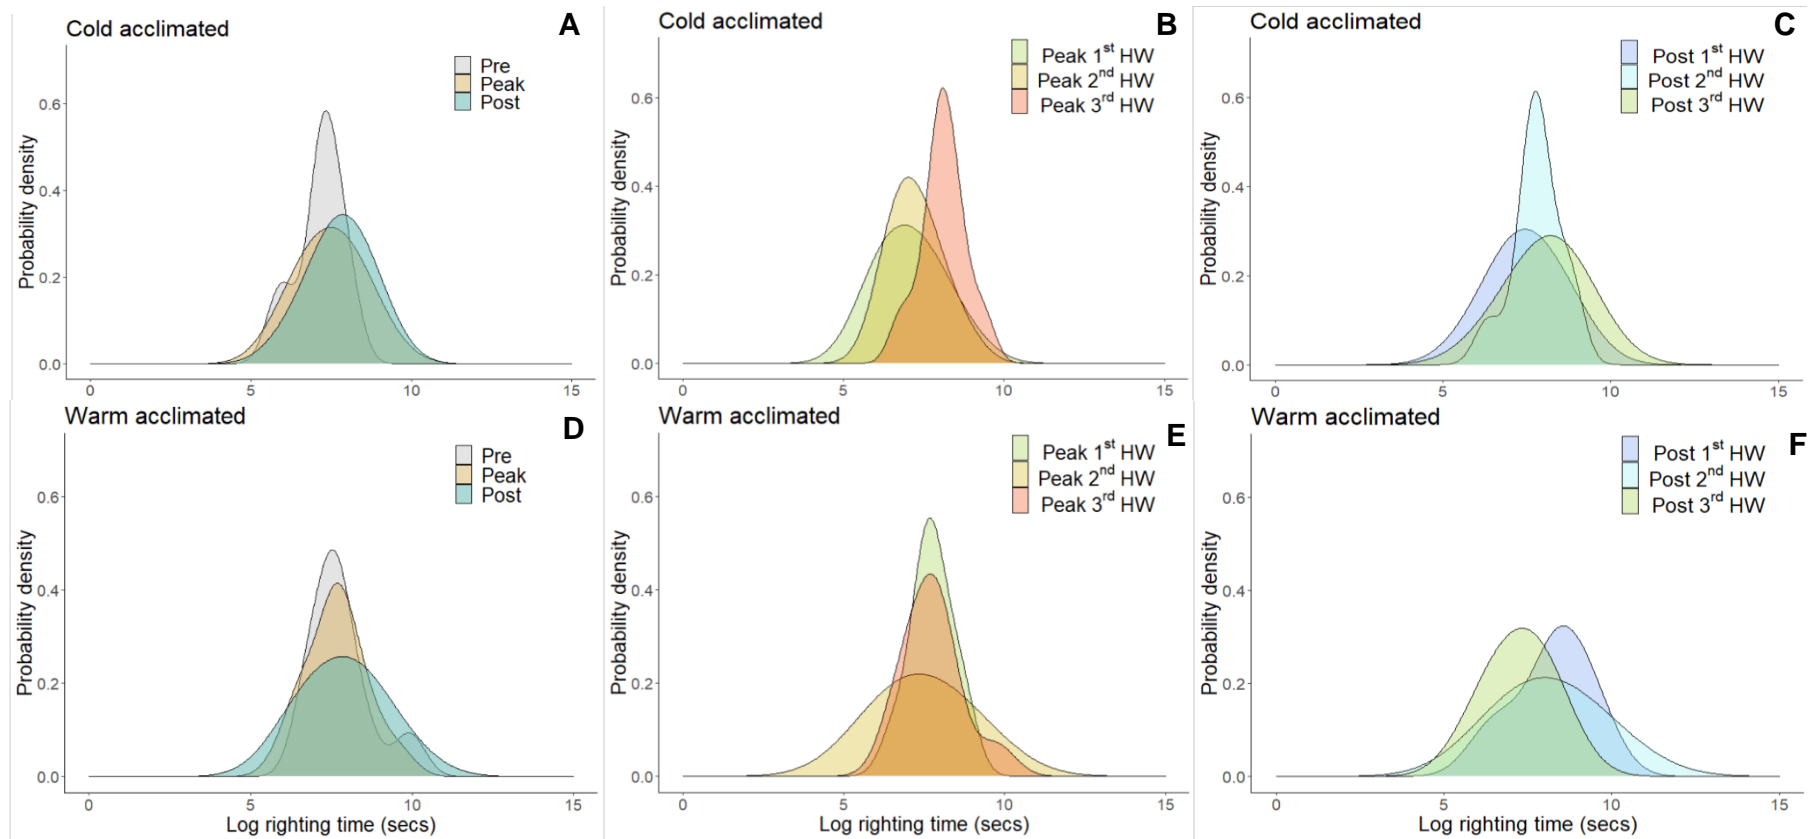 Cold acclimated
A
Pre
Peak
Post
Probability density
0.6
0.4
0.2
0.0
0
5
10
15
Cold acclimated
B
Peak 1st HW
Peak 2nd HW
Peak 3rd HW
Probability density
0.6
0.4
0.2
0.0
0
5
10
15
Cold acclimated
C
Post 1st HW
Post 2nd HW
Post 3rd HW
Probability density
0.6
0.4
0.2
0.0
0
5
10
15
Warm acclimated
D
Pre
Peak
Post
Probability density
0.6
0.4
0.2
0.0
0
5
10
15
Log righting time (secs)
Warm acclimated
E
Peak 1st HW
Peak 2nd HW
Peak 3rd HW
Probability density
0.6
0.4
0.2
0.0
0
5
10
15
Log righting time (secs)
Warm acclimated
F
Post 1st HW
Post 2nd HW
Post 3rd HW
Probability density
0.6
0.4
0.2
0.0
0
5
10
15
Log righting time (secs)